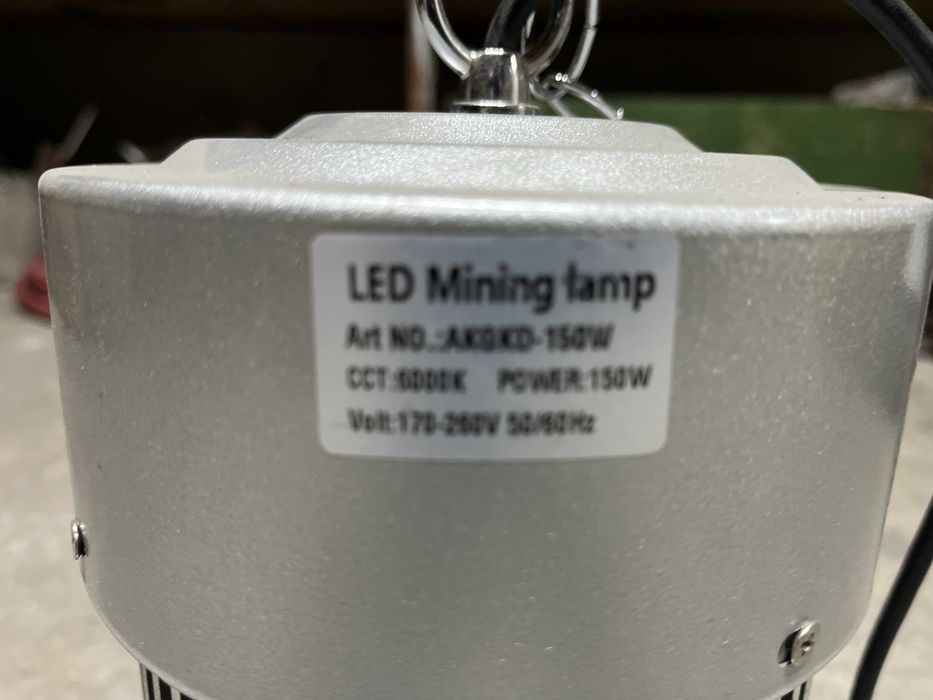 LED Mining lamp
Art NO.:AKGKD-150W
CCT:6000K POWER:150W
Volt:170-260V 50/60Hz